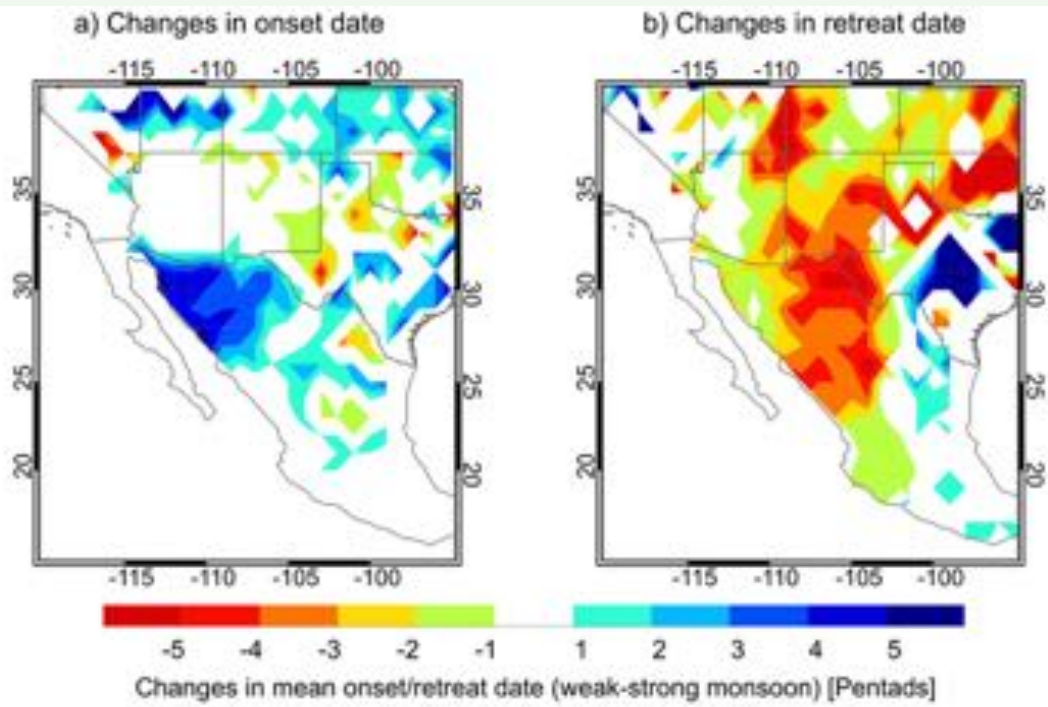 a) Changes in onset date
b) Changes in retreat date
-115 -110 -105 -100
-115 -110 -105 -100
35 35 35 35
30 30 30 30
25 25 25 25
20 20 20 20
-115 -110 -105 -100
-115 -110 -105 -100
-5 -4 -3 -2 -1 1 2 3 4 5
Changes in mean onset/retreat date (weak-strong monsoon) [Pentads]